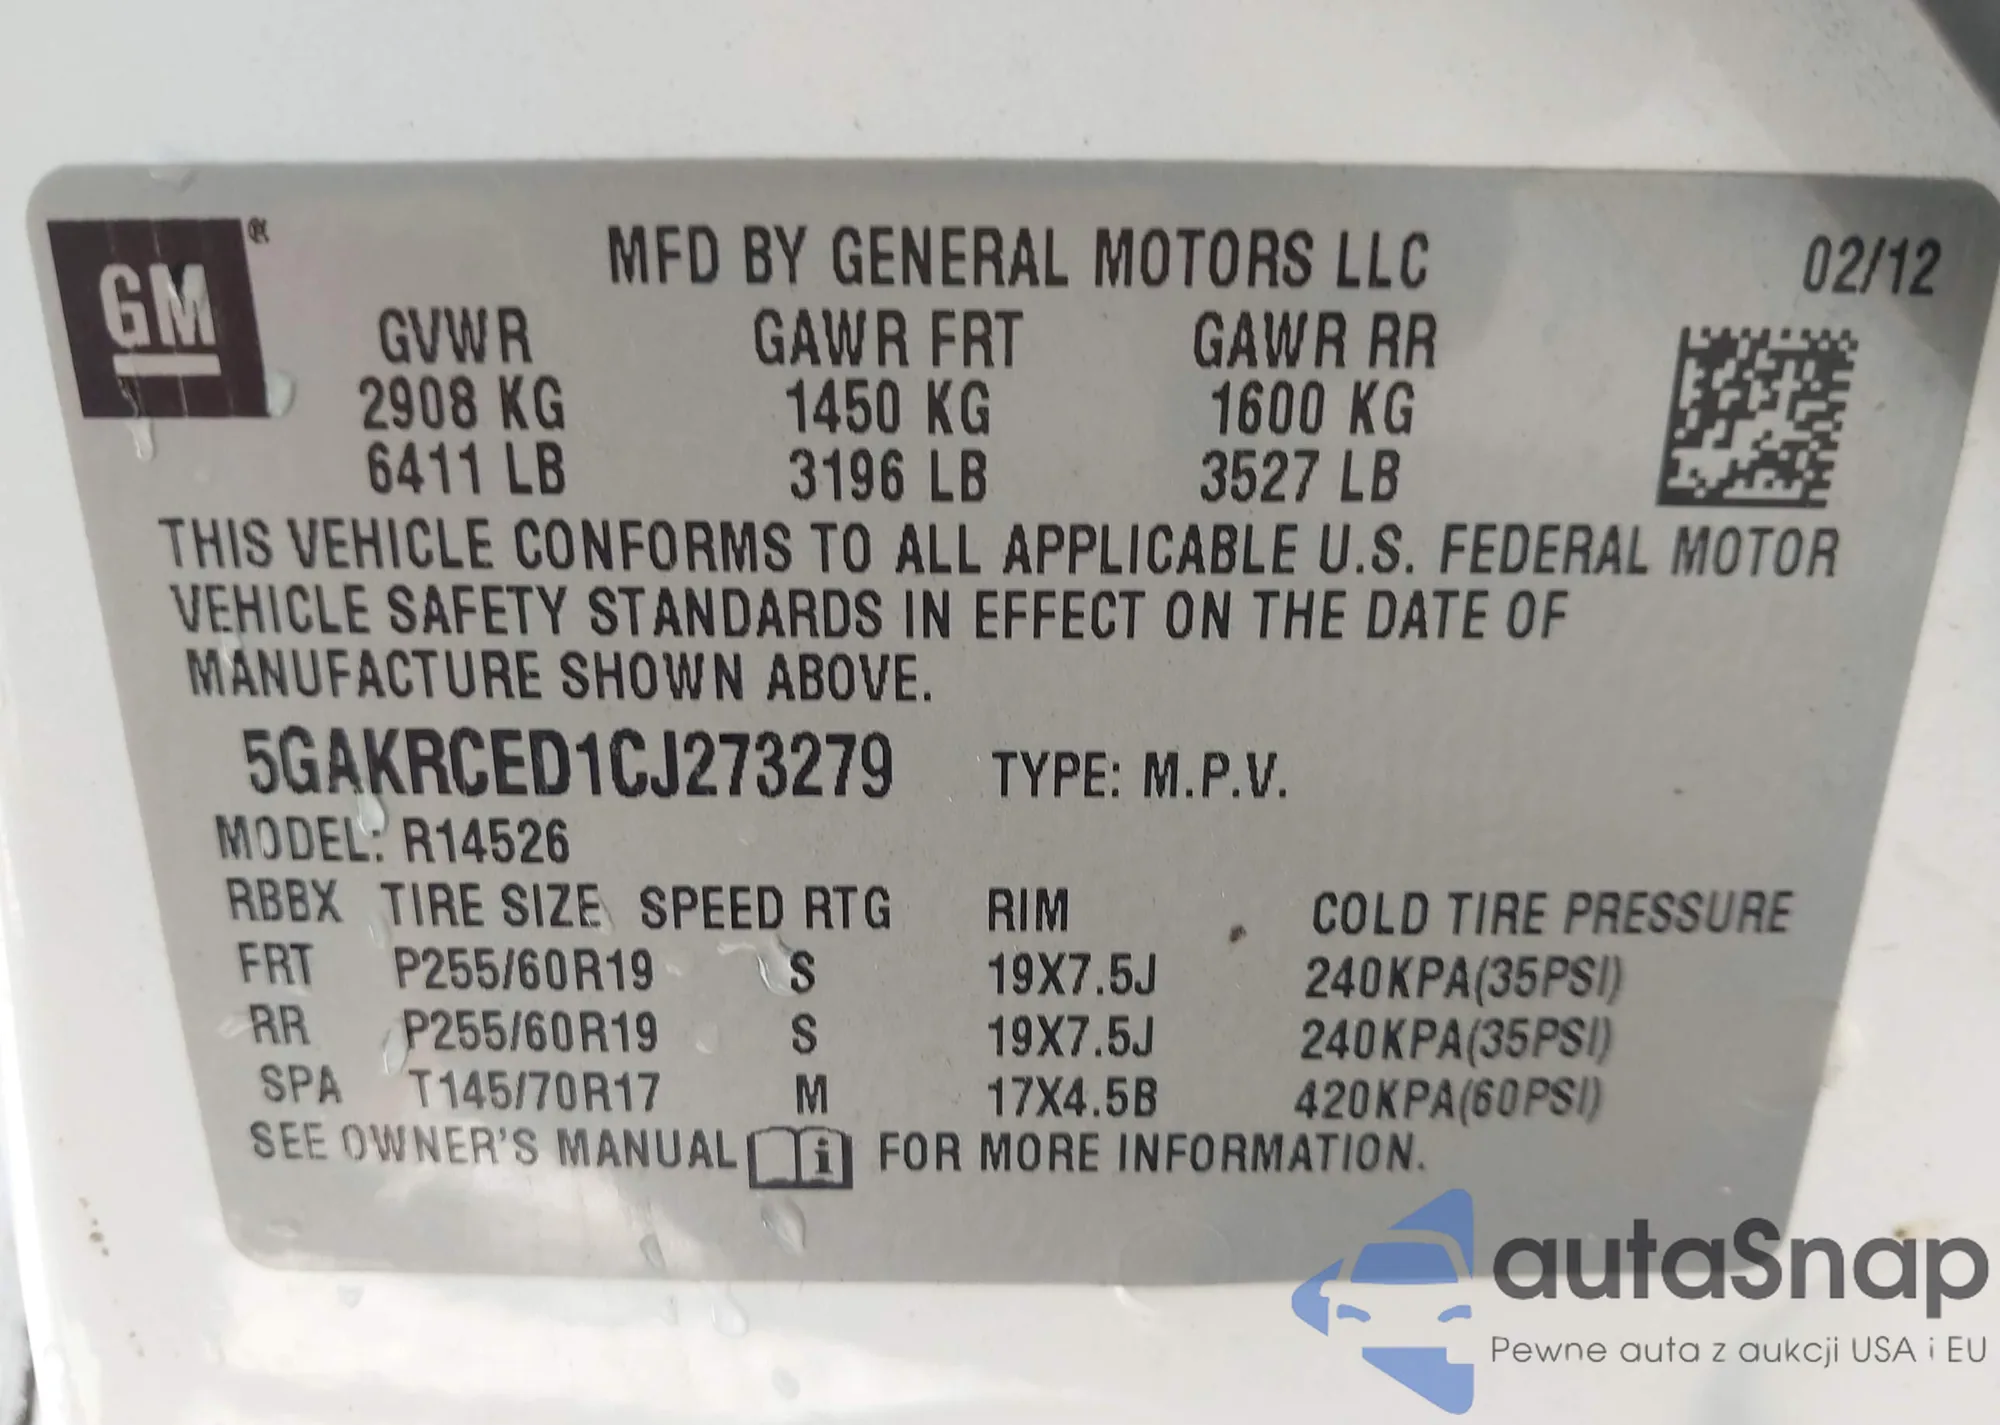 GM®
MFD BY GENERAL MOTORS LLC 02/12
GVWR GAWR FRT GAWR RR
2908 KG 1450 KG 1600 KG
6411 LB 3196 LB 3527 LB
THIS VEHICLE CONFORMS TO ALL APPLICABLE U.S. FEDERAL MOTOR
VEHICLE SAFETY STANDARDS IN EFFECT ON THE DATE OF
MANUFACTURE SHOWN ABOVE.
5GAKRCED1CJ273279 TYPE: M.P.V.
MODEL: R14526
RBBX TIRE SIZE SPEED RTG RIM COLD TIRE PRESSURE
FRT P255/60R19 S 19X7.5J 240KPA(35PSI)
RR P255/60R19 S 19X7.5J 240KPA(35PSI)
SPA T145/70R17 M 17X4.5B 420KPA(60PSI)
SEE OWNER'S MANUAL i FOR MORE INFORMATION.
autaSnap
Pewne auta z aukcji USA i EU